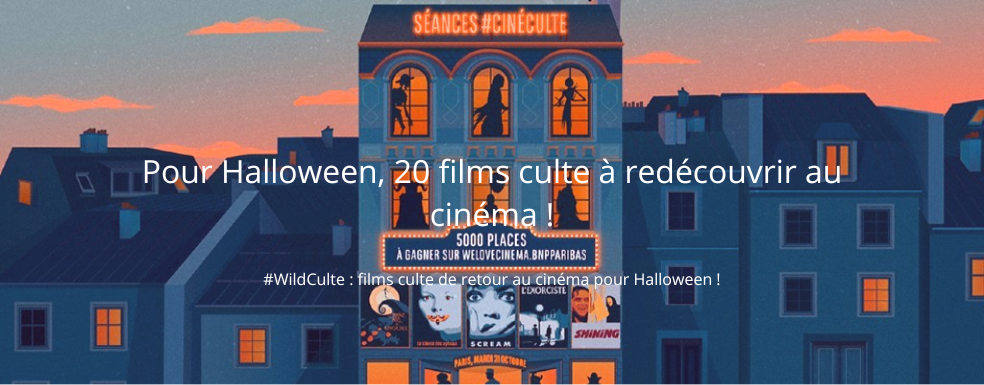 SÉANCES #CINÉCULTE
Pour Halloween, 20 films culte à redécouvrir au
cinéma !
5000 PLACES
À GAGNER SUR WELOVECINEMA.BNPPARIBAS
#WildCulte : films culte de retour au cinéma pour Halloween !
L'EXORCISTE
SCREAM
SHINING
PARIS, MARDI 31 OCTOBRE